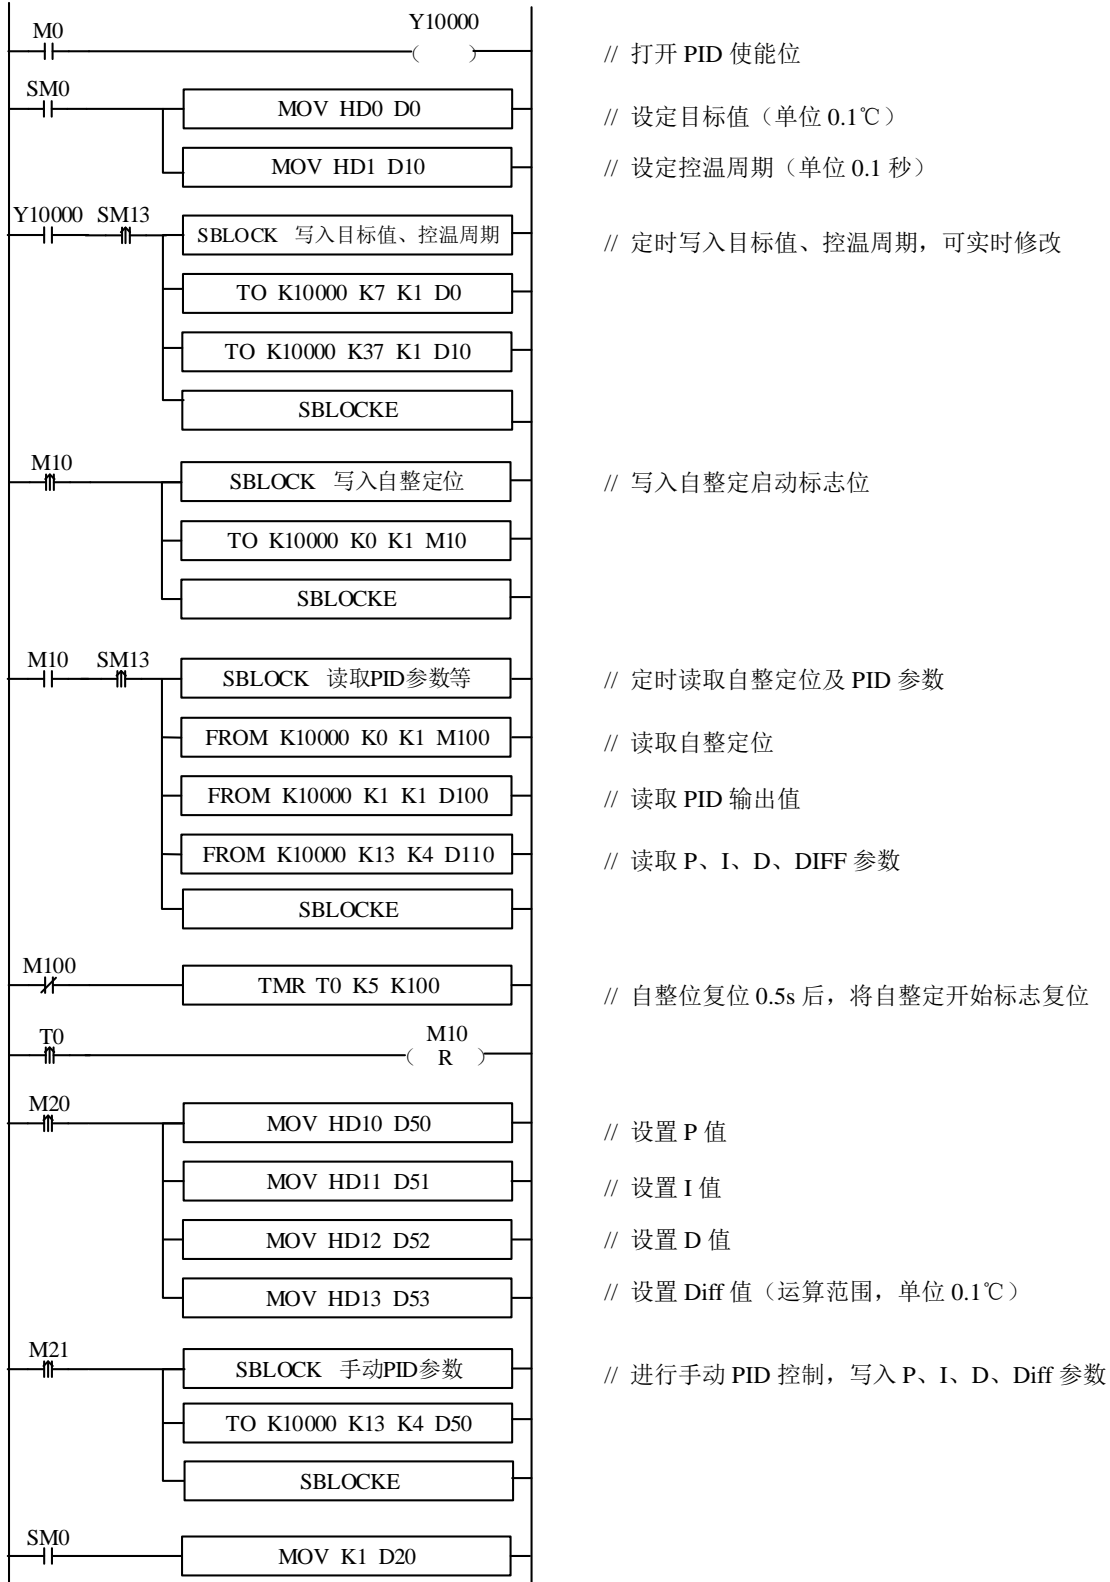 M0 Y10000
( ) // 打开 PID 使能位
SM0
MOV HD0 D0 // 设定目标值（单位 0.1℃）
MOV HD1 D10 // 设定控温周期（单位 0.1 秒）
Y10000 SM13
SBLOCK 写入目标值、控温周期 // 定时写入目标值、控温周期，可实时修改
TO K10000 K7 K1 D0
TO K10000 K37 K1 D10
SBLOCKE
M10
SBLOCK 写入自整定位 // 写入自整定启动标志位
TO K10000 K0 K1 M10
SBLOCKE
M10 SM13
SBLOCK 读取PID参数等 // 定时读取自整定位及 PID 参数
FROM K10000 K0 K1 M100 // 读取自整定位
FROM K10000 K1 K1 D100 // 读取 PID 输出值
FROM K10000 K13 K4 D110 // 读取 P、I、D、DIFF 参数
SBLOCKE
M100
TMR T0 K5 K100 // 自整位复位 0.5s 后，将自整定开始标志复位
T0 M10
( R )
M20
MOV HD10 D50 // 设置 P 值
MOV HD11 D51 // 设置 I 值
MOV HD12 D52 // 设置 D 值
MOV HD13 D53 // 设置 Diff 值（运算范围，单位 0.1℃）
M21
SBLOCK 手动PID参数 // 进行手动 PID 控制，写入 P、I、D、Diff 参数
TO K10000 K13 K4 D50
SBLOCKE
SM0
MOV K1 D20